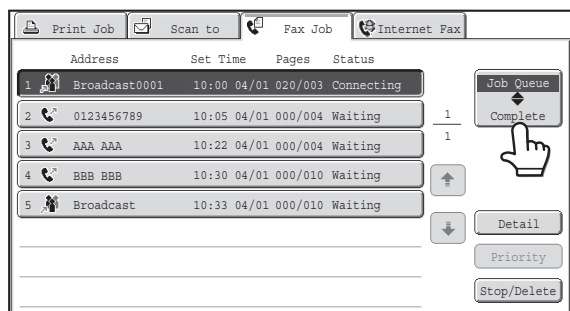 Print Job Scan to Fax Job Internet Fax
Address Set Time Pages Status
1 Broadcast0001 10:00 04/01 020/003 Connecting
2 0123456789 10:05 04/01 000/004 Waiting
3 AAA AAA 10:22 04/01 000/004 Waiting
4 BBB BBB 10:30 04/01 000/010 Waiting
5 Broadcast 10:33 04/01 000/010 Waiting
1
1
Job Queue
Complete
Detail
Priority
Stop/Delete